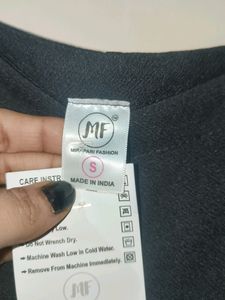 MF
TM
MIRAPARI FASHION
S
MADE IN INDIA
CARE INSTR
Do Not Wrench Dry.
Machine Wash Low in Cold Water.
Remove From Machine Immediately.
MF